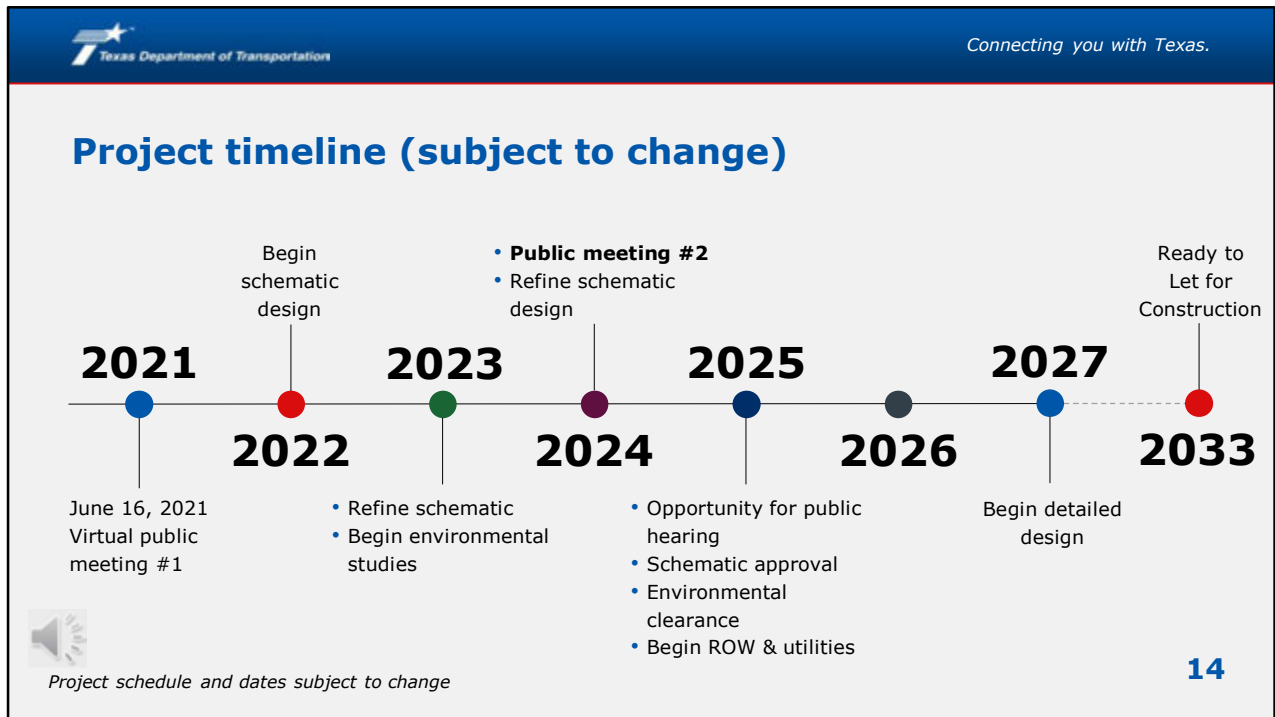 Texas Department of Transportation
Connecting you with Texas.
Project timeline (subject to change)
Begin
schematic
design
• Public meeting #2
• Refine schematic
design
Ready to
Let for
Construction
2021
2023
2025
2027
2022
2024
2026
2033
June 16, 2021
Virtual public
meeting #1
• Refine schematic
• Begin environmental
studies
• Opportunity for public
hearing
• Schematic approval
• Environmental
clearance
• Begin ROW & utilities
Begin detailed
design
Project schedule and dates subject to change
14